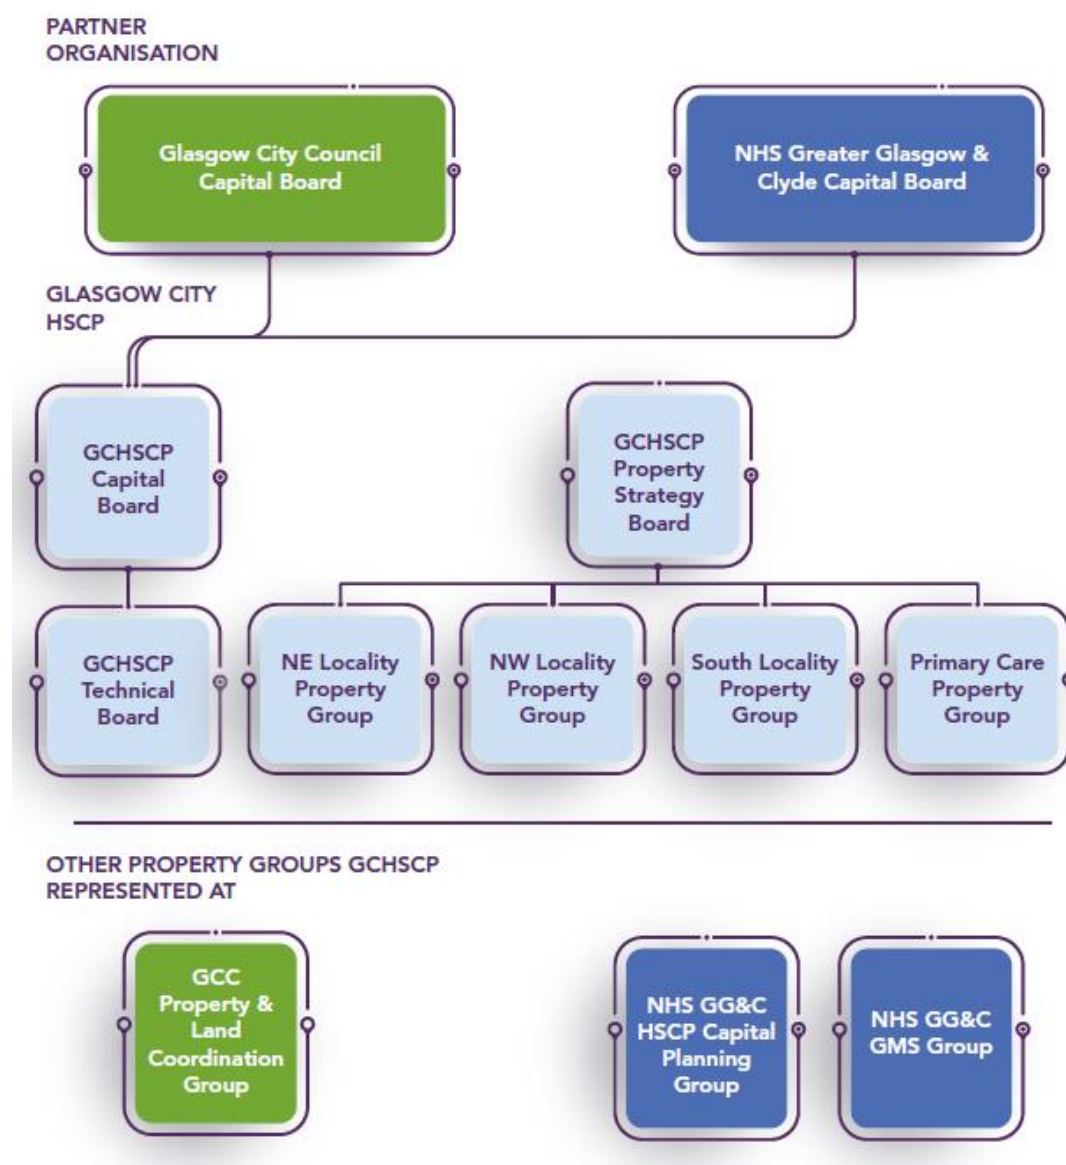 PARTNER
ORGANISATION
Glasgow City Council
Capital Board
NHS Greater Glasgow &
Clyde Capital Board
GLASGOW CITY
HSCP
GCHSCP
Capital
Board
GCHSCP
Property
Strategy
Board
GCHSCP
Technical
Board
NE Locality
Property
Group
NW Locality
Property
Group
South Locality
Property
Group
Primary Care
Property
Group
OTHER PROPERTY GROUPS GCHSCP
REPRESENTED AT
GCC
Property &
Land
Coordination
Group
NHS GG&C
HSCP Capital
Planning
Group
NHS GG&C
GMS Group